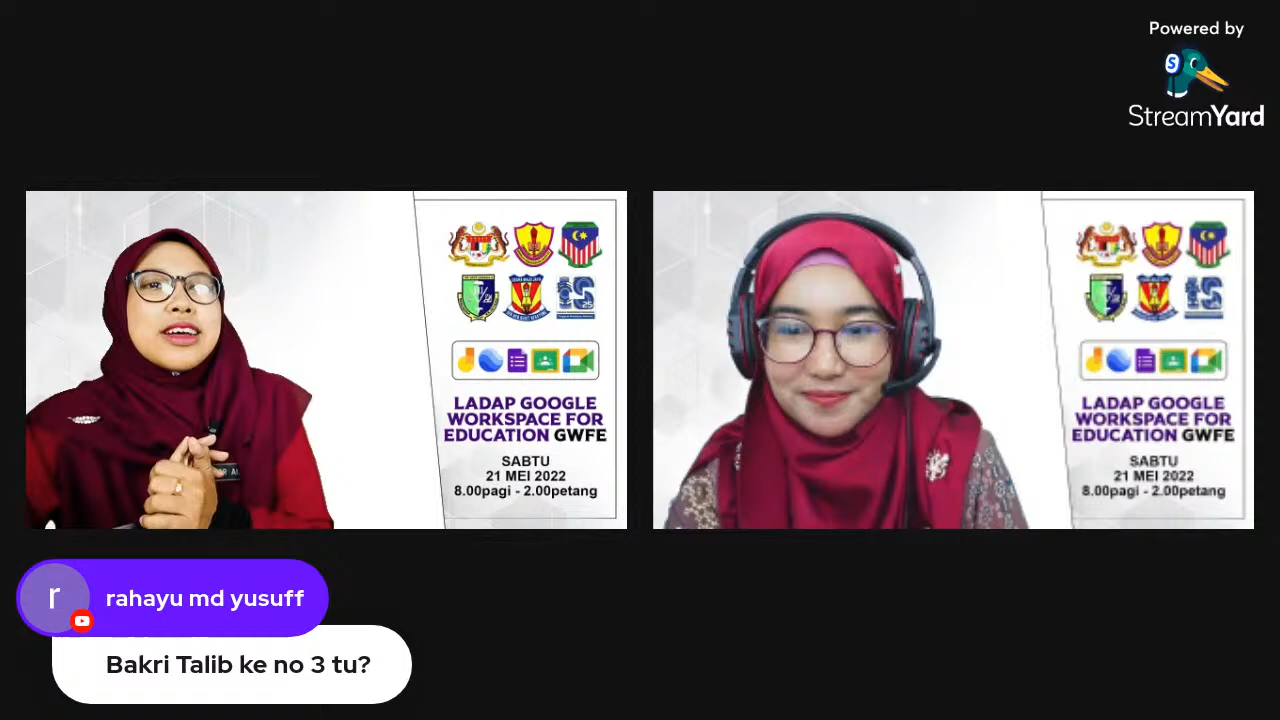 Powered by
StreamYard
LADAP GOOGLE
WORKSPACE FOR
EDUCATION GWFE
SABTU
21 MEI 2022
8.00pagi - 2.00petang
LADAP GOOGLE
WORKSPACE FOR
EDUCATION GWFE
SABTU
21 MEI 2022
8.00pagi - 2.00petang
r
rahayu md yusuff
Bakri Talib ke no 3 tu?